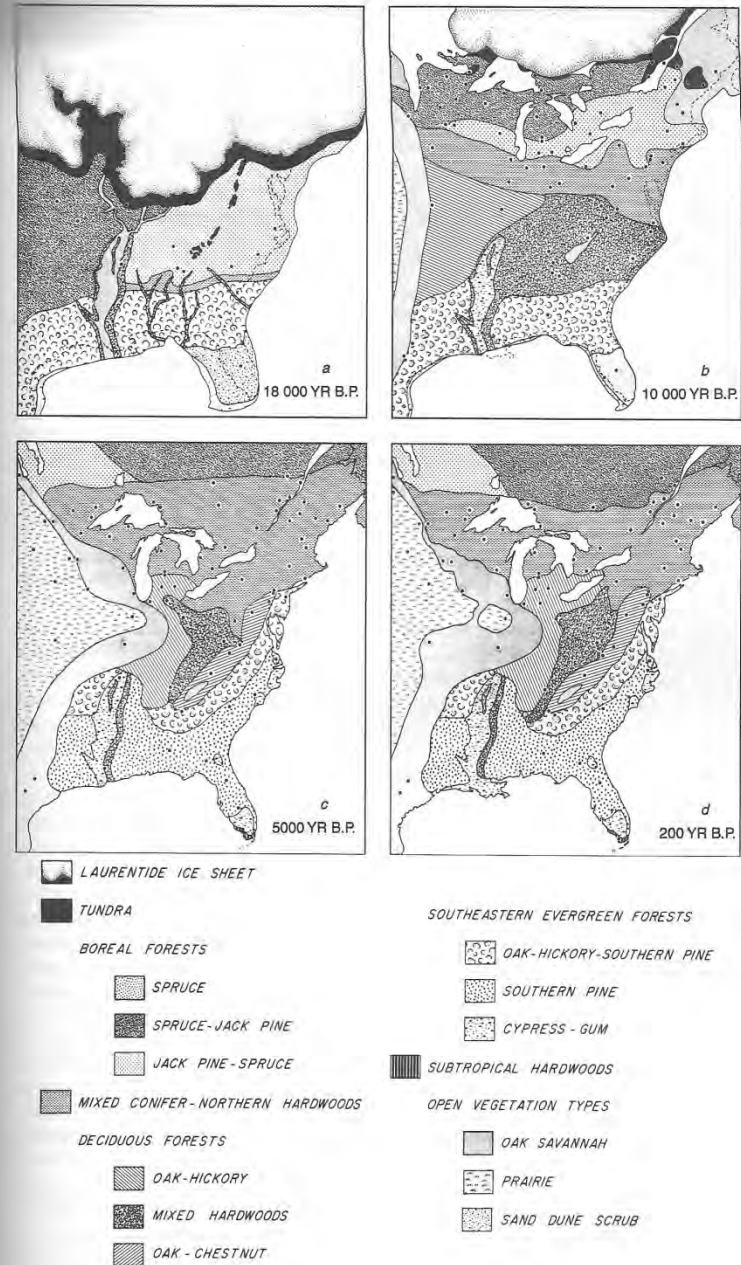 a
18 000 YR B.P.
b
10 000 YR B.P.
c
5000 YR B.P.
d
200 YR B.P.
LAURENTIDE ICE SHEET
TUNDRA
BOREAL FORESTS
SPRUCE
SPRUCE-JACK PINE
JACK PINE-SPRUCE
MIXED CONIFER-NORTHERN HARDWOODS
DECIDUOUS FORESTS
OAK-HICKORY
MIXED HARDWOODS
OAK - CHESTNUT
SOUTHEASTERN EVERGREEN FORESTS
OAK-HICKORY-SOUTHERN PINE
SOUTHERN PINE
CYPRESS - GUM
SUBTROPICAL HARDWOODS
OPEN VEGETATION TYPES
OAK SAVANNAH
PRAIRIE
SAND DUNE SCRUB